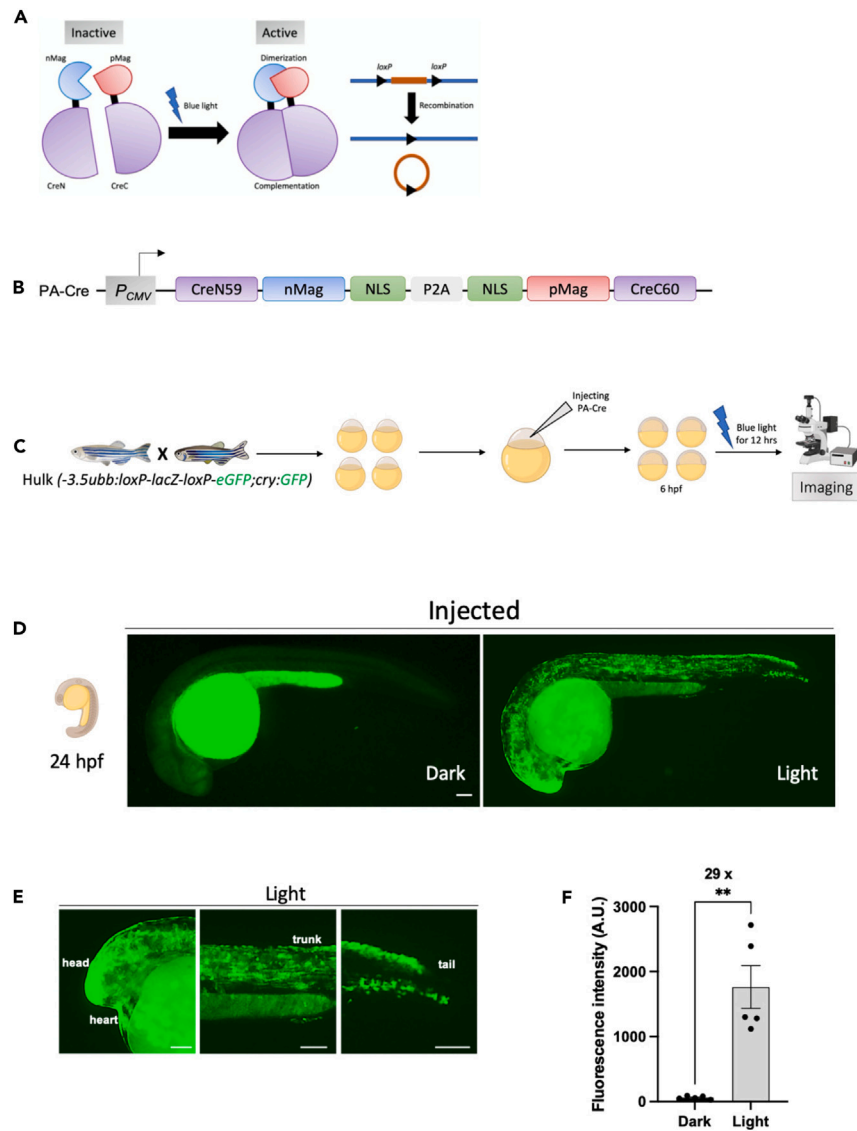 A
Inactive
Active
nMag
pMag
Dimerization
loxP
loxP
Blue light
Recombination
CreN
CreC
Complementation
B
PA-Cre
PCMV
CreN59
nMag
NLS
P2A
NLS
pMag
CreC60
C
X
Injecting
PA-Cre
Blue light
for 12 hrs
Hulk (-3.5ubb:loxP-lacZ-loxP-eGFP;cry:GFP)
6 hpf
Imaging
D
Injected
24 hpf
Dark
Light
E
Light
head
heart
trunk
tail
F
29 x
**
Fluorescence intensity (A.U.)
3000
2000
1000
0
Dark
Light